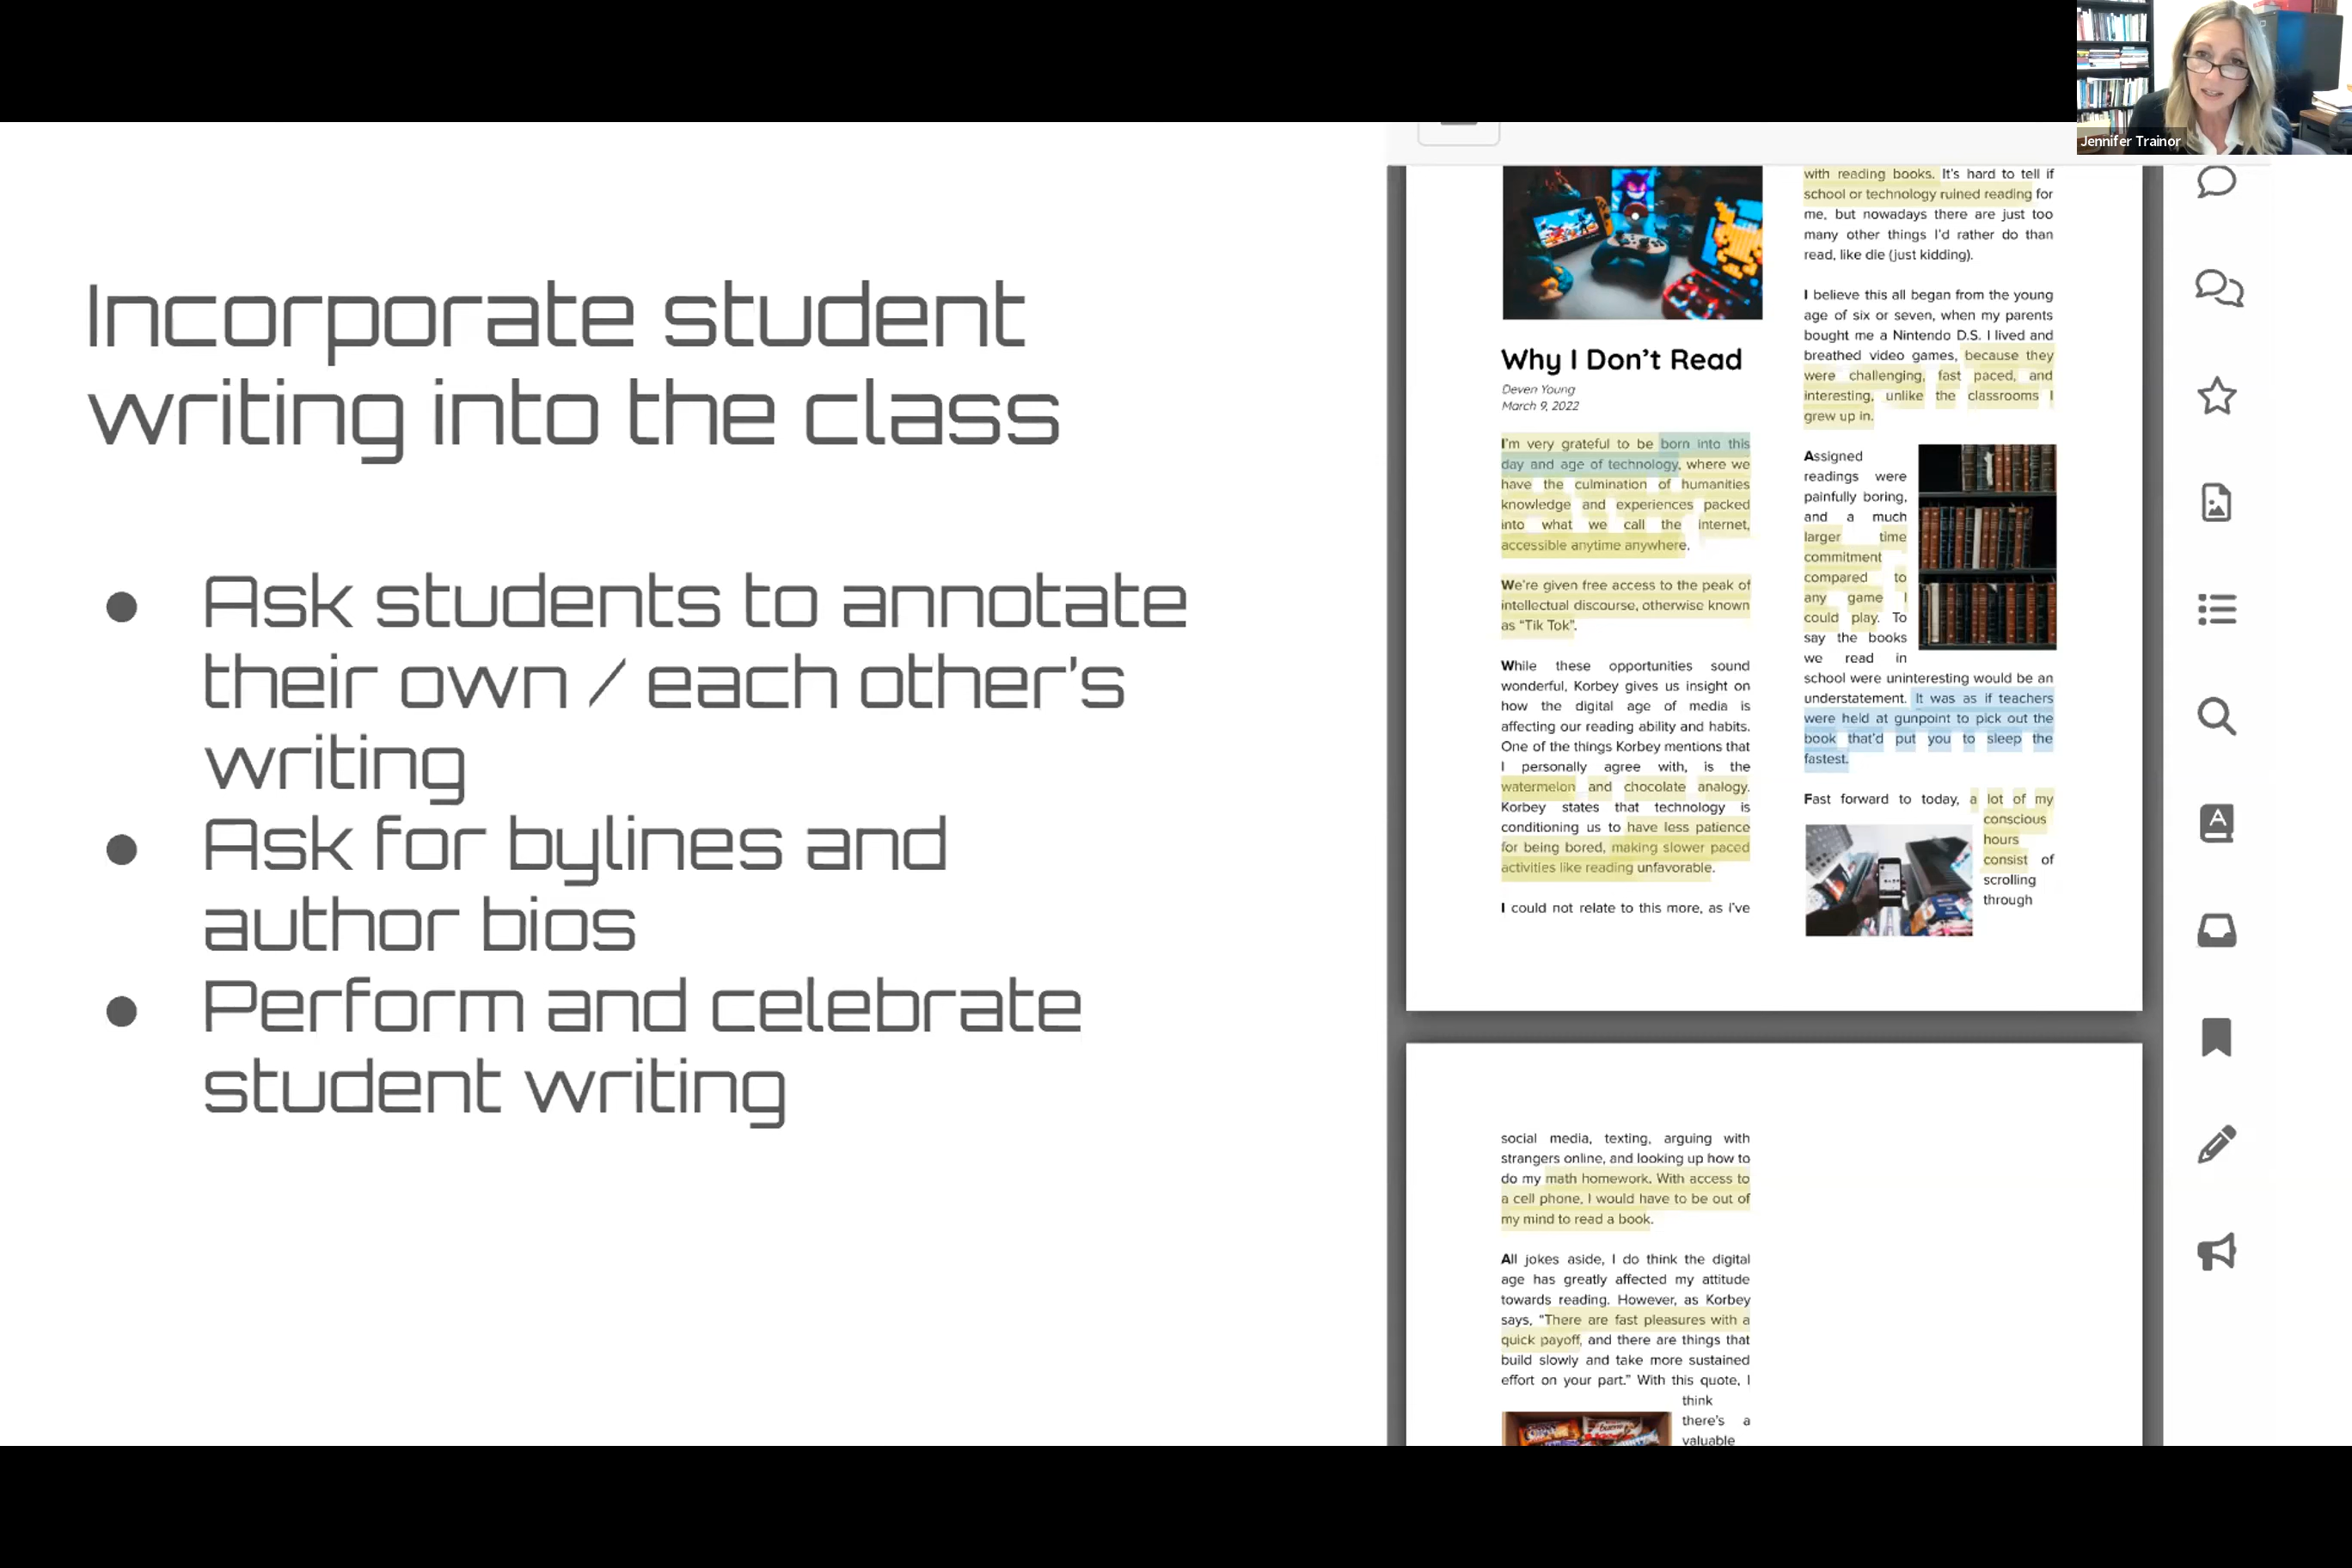 Jennifer Trainor
Incorporate student
writing into the class
Ask students to annotate
their own / each other's
writing
Ask for bylines and
author bios
Perform and celebrate
student writing
Why I Don't Read
Deven Young
March 9, 2022
I'm very grateful to be born into this
day and age of technology, where we
have the culmination of humanities
knowledge and experiences packed
into what we call the internet,
accessible anytime anywhere.
We're given free access to the peak of
intellectual discourse, otherwise known
as “Tik Tok”.
While these opportunities sound
wonderful, Korbey gives us insight on
how the digital age of media is
affecting our reading ability and habits.
One of the things Korbey mentions that
I personally agree with, is the
watermelon and chocolate analogy.
Korbey states that technology is
conditioning us to have less patience
for being bored, making slower paced
activities like reading unfavorable.
I could not relate to this more, as i've
with reading books. It's hard to tell if
school or technology ruined reading for
me, but nowadays there are just too
many other things I'd rather do than
read, like die (just kidding).
I believe this all began from the young
age of six or seven, when my parents
bought me a Nintendo D.S. I lived and
breathed video games, because they
were challenging, fast paced, and
interesting, unlike the classrooms I
grew up in.
Assigned
readings were
painfully boring,
and a much
larger time
commitment
compared to
any game I
could play. To
say the books
we read in
school were uninteresting would be an
understatement. It was as if teachers
were held at gunpoint to pick out the
book that'd put you to sleep the
fastest.
Fast forward to today, a lot of my
conscious
hours
consist of
scrolling
through
social media, texting, arguing with
strangers online, and looking up how to
do my math homework. With access to
a cell phone, I would have to be out of
my mind to read a book.
All jokes aside, I do think the digital
age has greatly affected my attitude
towards reading. However, as Korbey
says, “There are fast pleasures with a
quick payoff, and there are things that
build slowly and take more sustained
effort on your part.” With this quote, I
think
there's a
valuable